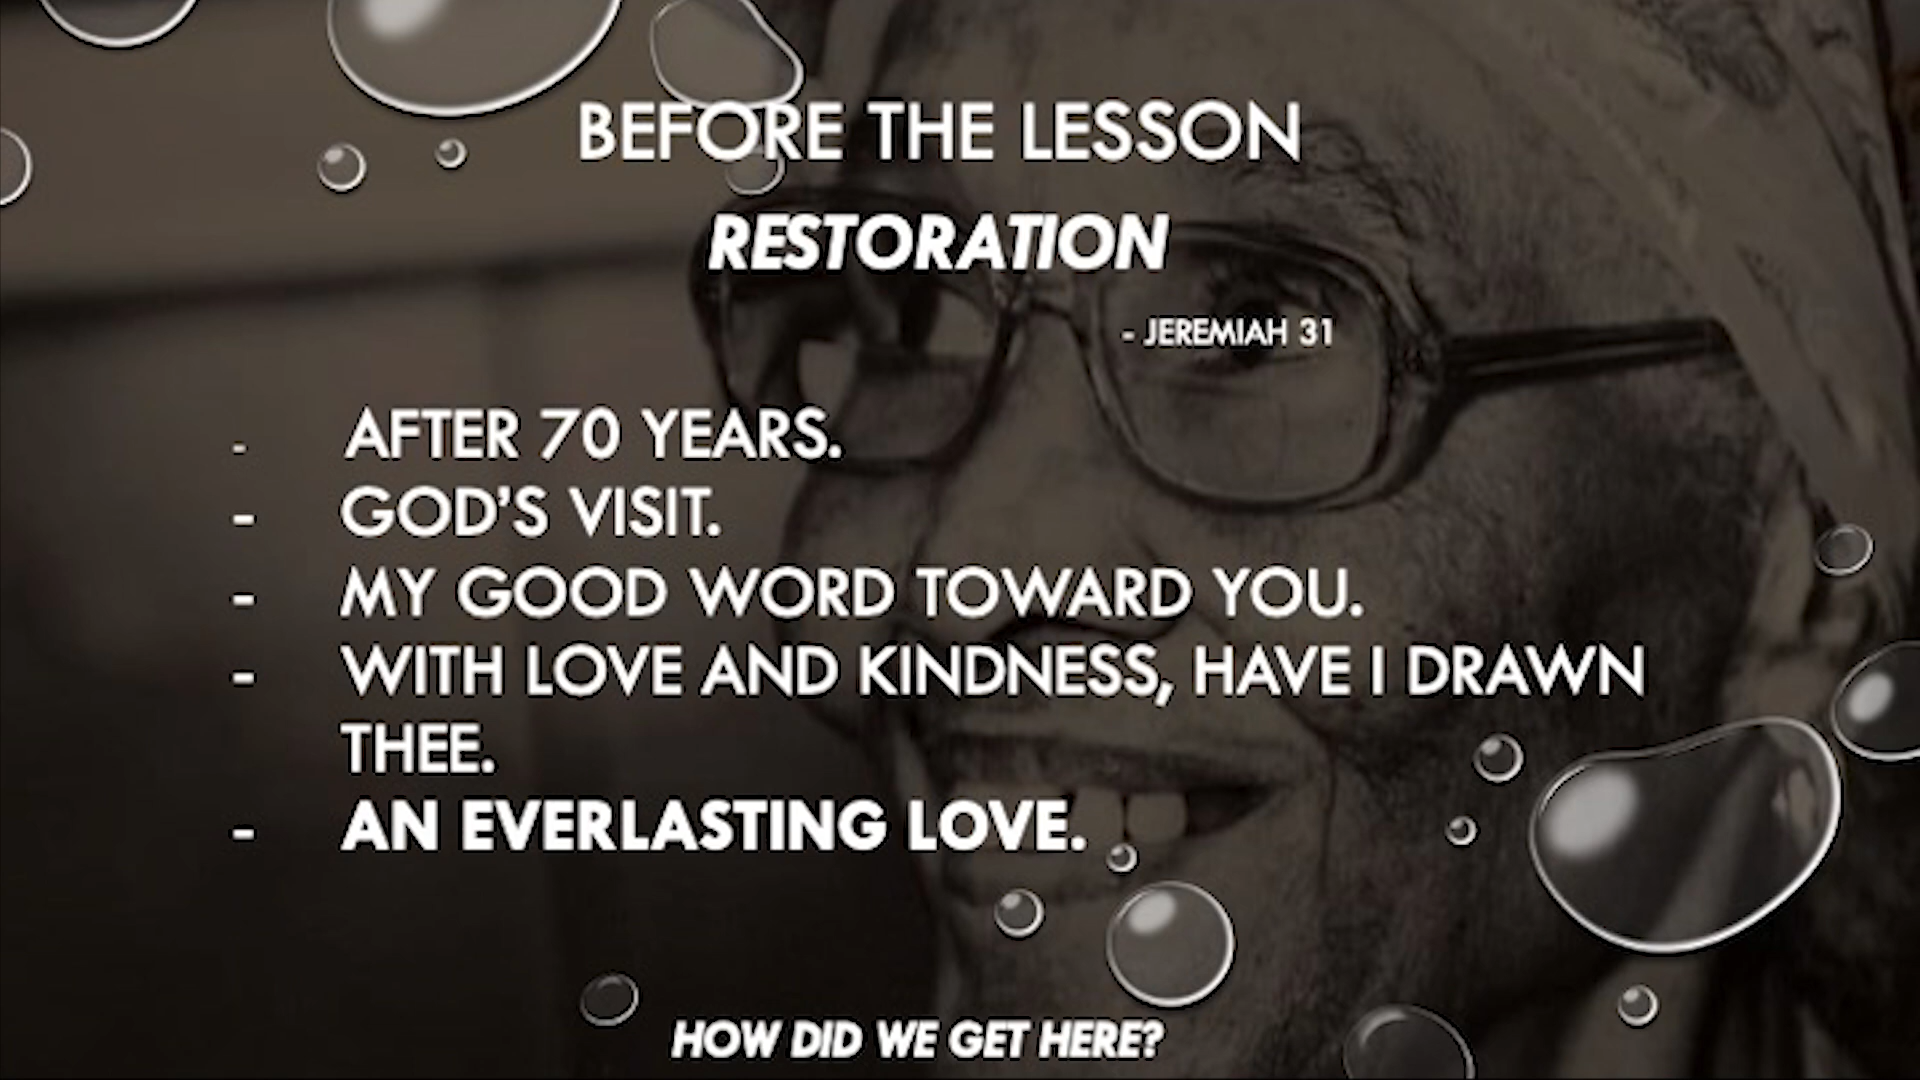 BEFORE THE LESSON
RESTORATION
- JEREMIAH 31
- AFTER 70 YEARS.
- GOD'S VISIT.
- MY GOOD WORD TOWARD YOU.
- WITH LOVE AND KINDNESS, HAVE I DRAWN
THEE.
- AN EVERLASTING LOVE.
HOW DID WE GET HERE?